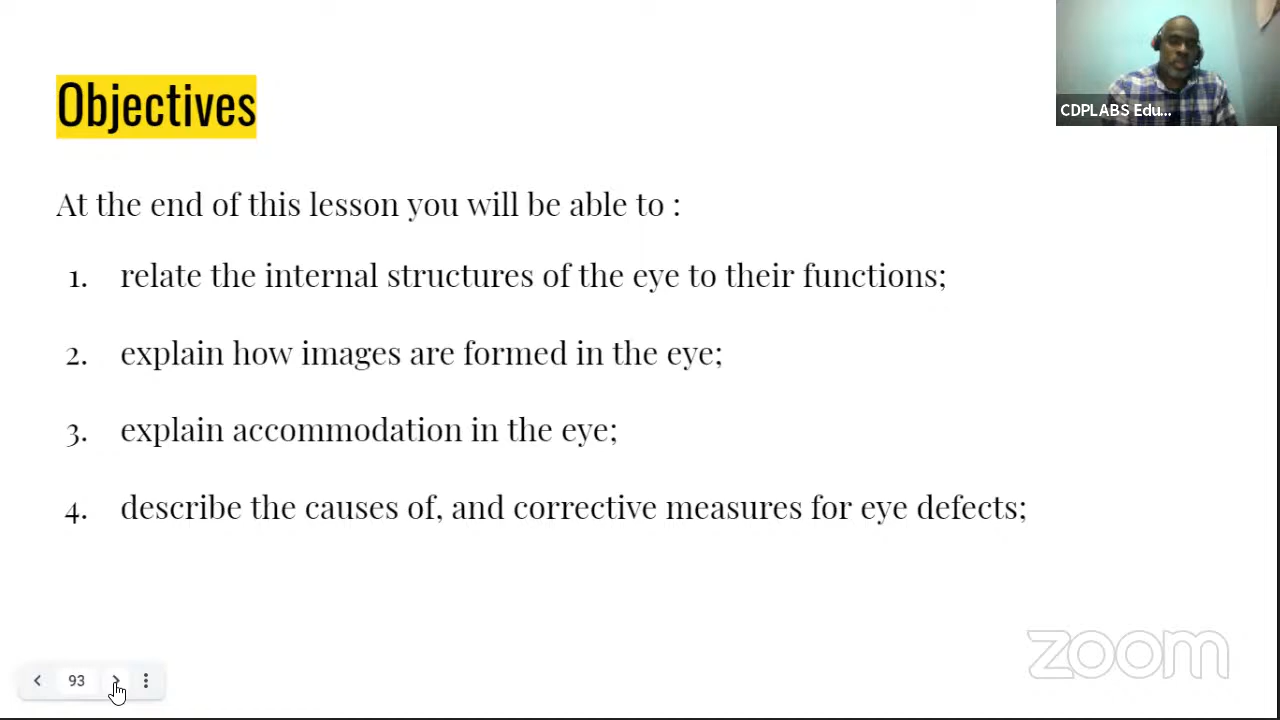 CDPLABS Edu...
Objectives
At the end of this lesson you will be able to :
1. relate the internal structures of the eye to their functions;
2. explain how images are formed in the eye;
3. explain accommodation in the eye;
4. describe the causes of, and corrective measures for eye defects;
zoom
93